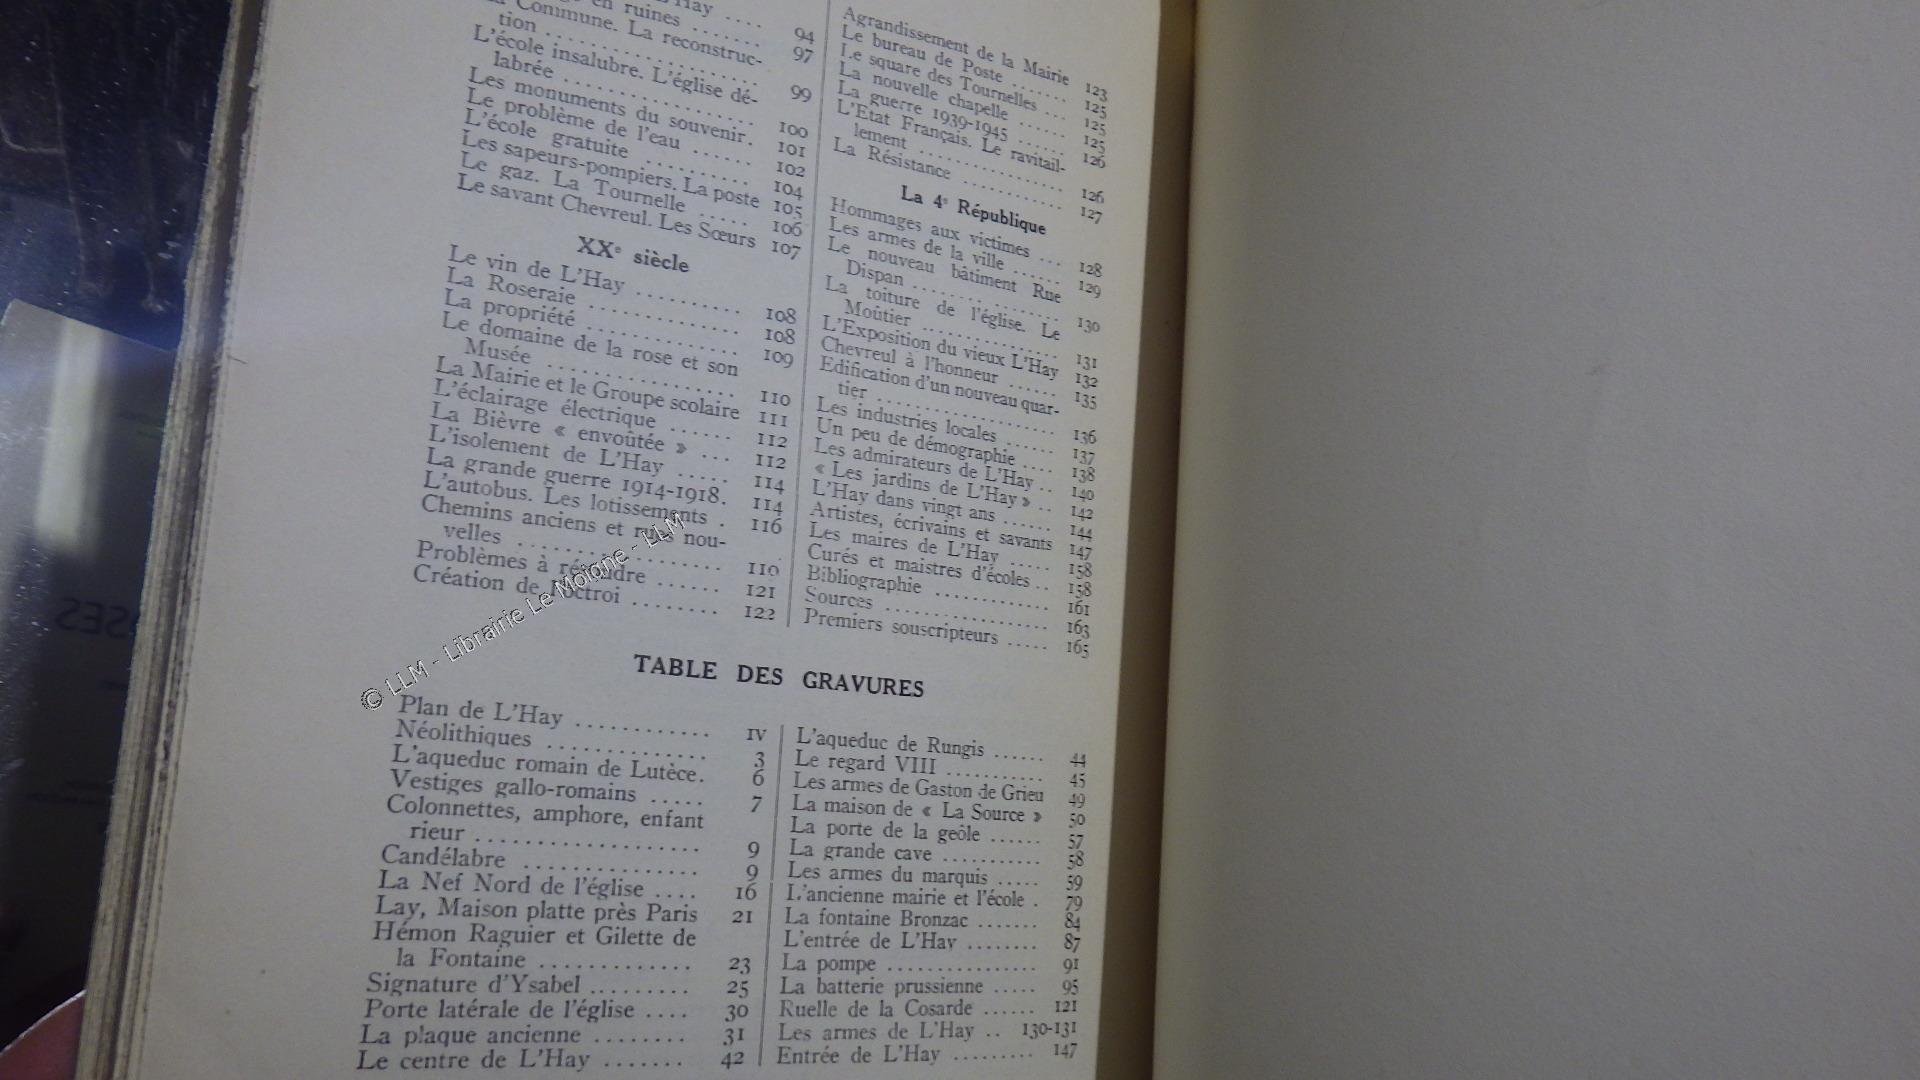 L'Hay .... 94
en ruines ....... 97
La Commune. La reconstruc-
tion .................. 99
L'école insalubre. L'église dé-
labrée ................ 100
Les monuments du souvenir. 101
Le problème de l'eau ...... 102
L'école gratuite .......... 104
Les sapeurs-pompiers. La poste 105
Le gaz. La Tournelle ..... 106
Le savant Chevreul. Les Sœurs 107
XXe siècle
Le vin de L'Hay ......... 108
La Roseraie .............. 108
La propriété ............. 109
Le domaine de la rose et son
Musée ................ 110
La Mairie et le Groupe scolaire 111
L'éclairage électrique ...... 112
La Bièvre « envoûtée » ... 112
L'isolement de L'Hay ..... 114
La grande guerre 1914-1918. 114
L'autobus. Les lotissements . 116
Chemins anciens et rues nou-
velles .................. 119
Problèmes à résoudre ...... 121
Création de l'octroi ........ 122
Agrandissement de la Mairie 123
Le bureau de Poste ....... 125
Le square des Tournelles ... 125
La nouvelle chapelle ...... 125
La guerre 1939-1945 ...... 126
L'Etat Français. Le ravitail-
lement ................ 126
La Résistance ........... 127
La 4e République
Hommages aux victimes ... 128
Les armes de la ville ...... 129
Le nouveau bâtiment Rue
Dispan ................ 130
La toiture de l'église. Le
Moûtier ............... 131
L'Exposition du vieux L'Hay 132
Chevreul à l'honneur ...... 135
Edification d'un nouveau quar-
tier ................... 136
Les industries locales ...... 137
Un peu de démographie .... 138
Les admirateurs de L'Hay .. 140
« Les jardins de L'Hay » .. 142
L'Hay dans vingt ans ...... 144
Artistes, écrivains et savants 147
Les maires de L'Hay ..... 158
Curés et maistres d'écoles .. 158
Bibliographie ............ 161
Sources ................. 163
Premiers souscripteurs ..... 165
TABLE DES GRAVURES
Plan de L'Hay ........... IV
Néolithiques .............. 3
L'aqueduc romain de Lutèce. 6
Vestiges gallo-romains ..... 7
Colonnettes, amphore, enfant
rieur .................... 9
Candélabre ............... 9
La Nef Nord de l'église .... 16
Lay, Maison platte près Paris 21
Hémon Raguier et Gilette de
la Fontaine ............. 23
Signature d'Ysabel ......... 25
Porte latérale de l'église .... 30
La plaque ancienne ........ 31
Le centre de L'Hay ....... 42
L'aqueduc de Rungis ...... 44
Le regard VIII ........... 45
Les armes de Gaston de Grieu 49
La maison de « La Source » 50
La porte de la geôle ...... 57
La grande cave ........... 58
Les armes du marquis ..... 59
L'ancienne mairie et l'école . 79
La fontaine Bronzac ....... 84
L'entrée de L'Hay ........ 87
La pompe ................ 91
La batterie prussienne ..... 95
Ruelle de la Cosarde ...... 121
Les armes de L'Hay .. 130-131
Entrée de L'Hay ......... 147
© LLM - Librairie Le Moione - LLM